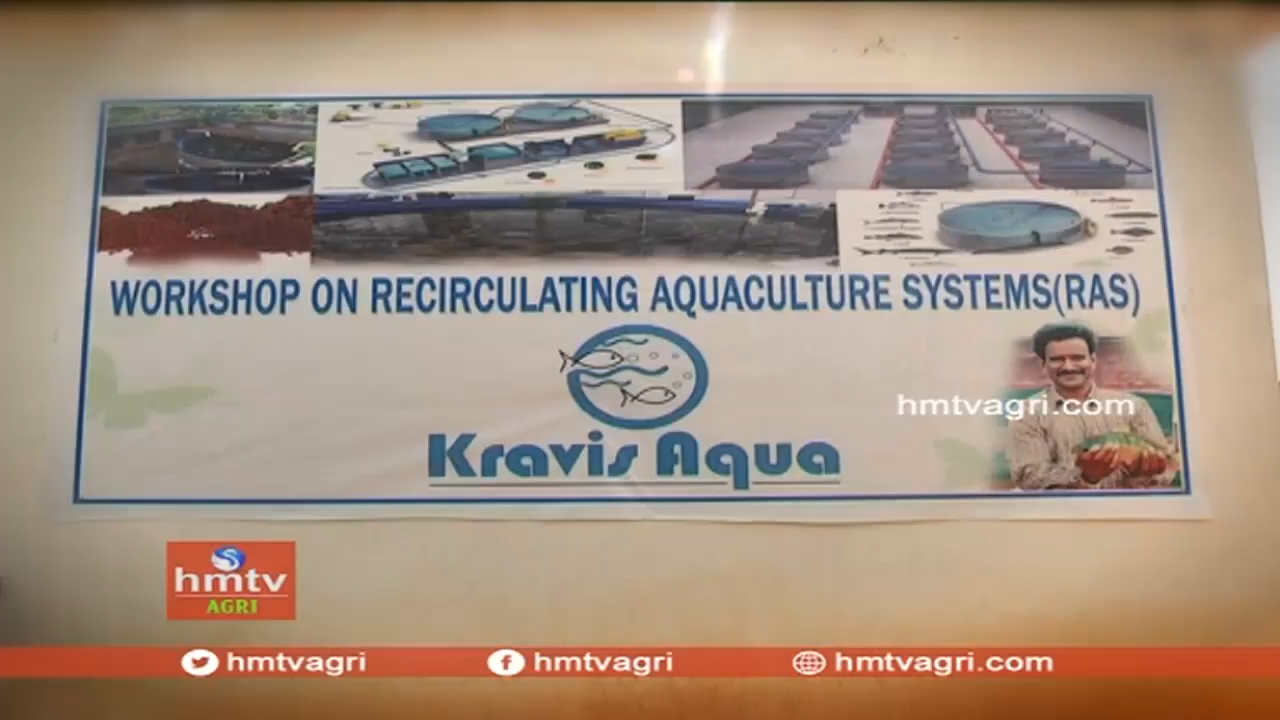 WORKSHOP ON RECIRCULATING AQUACULTURE SYSTEMS(RAS)
hmtvagri.com
Kravis Aqua
hmtv
AGRI
hmtvagri
hmtvagri
hmtvagri.com